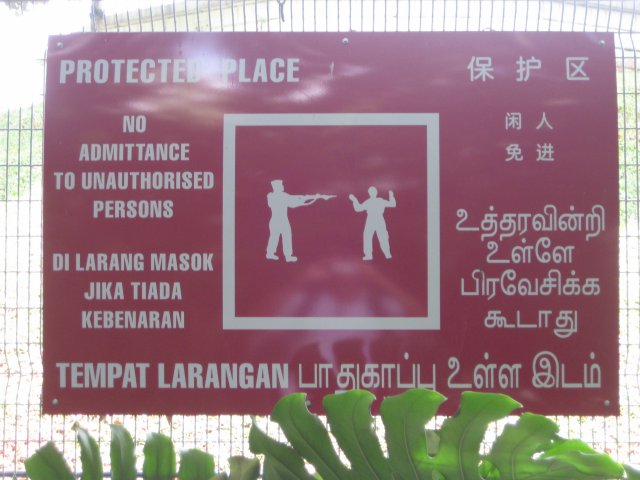 PROTECTED PLACE
保护区
NO
ADMITTANCE
TO UNAUTHORISED
PERSONS
闲人
免进
DI LARANG MASOK
JIKA TIADA
KEBENARAN
உத்தரவின்றி
உள்ளே
பிரவேசிக்க
கூடாது
TEMPAT LARANGAN
பாதுகாப்பு உள்ள இடம்